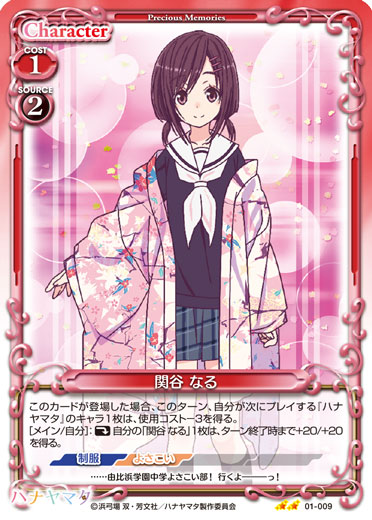 Precious Memories
Character
COST
1
SOURCE
2
関谷 なる
このカードが登場した場合、このターン、自分が次にプレイする「ハナ
ヤマタ」のキャラ1枚は、使用コスト-3を得る。
[メイン/自分]: 自分の「関谷 なる」1枚は、ターン終了時まで+20/+20
を得る。
制服 よさこい
……由比浜学園中学よさこい部! 行くよーーーっ!
ハナヤマタ
©浜弓場 双・芳文社/ハナヤマタ製作委員会
01-009